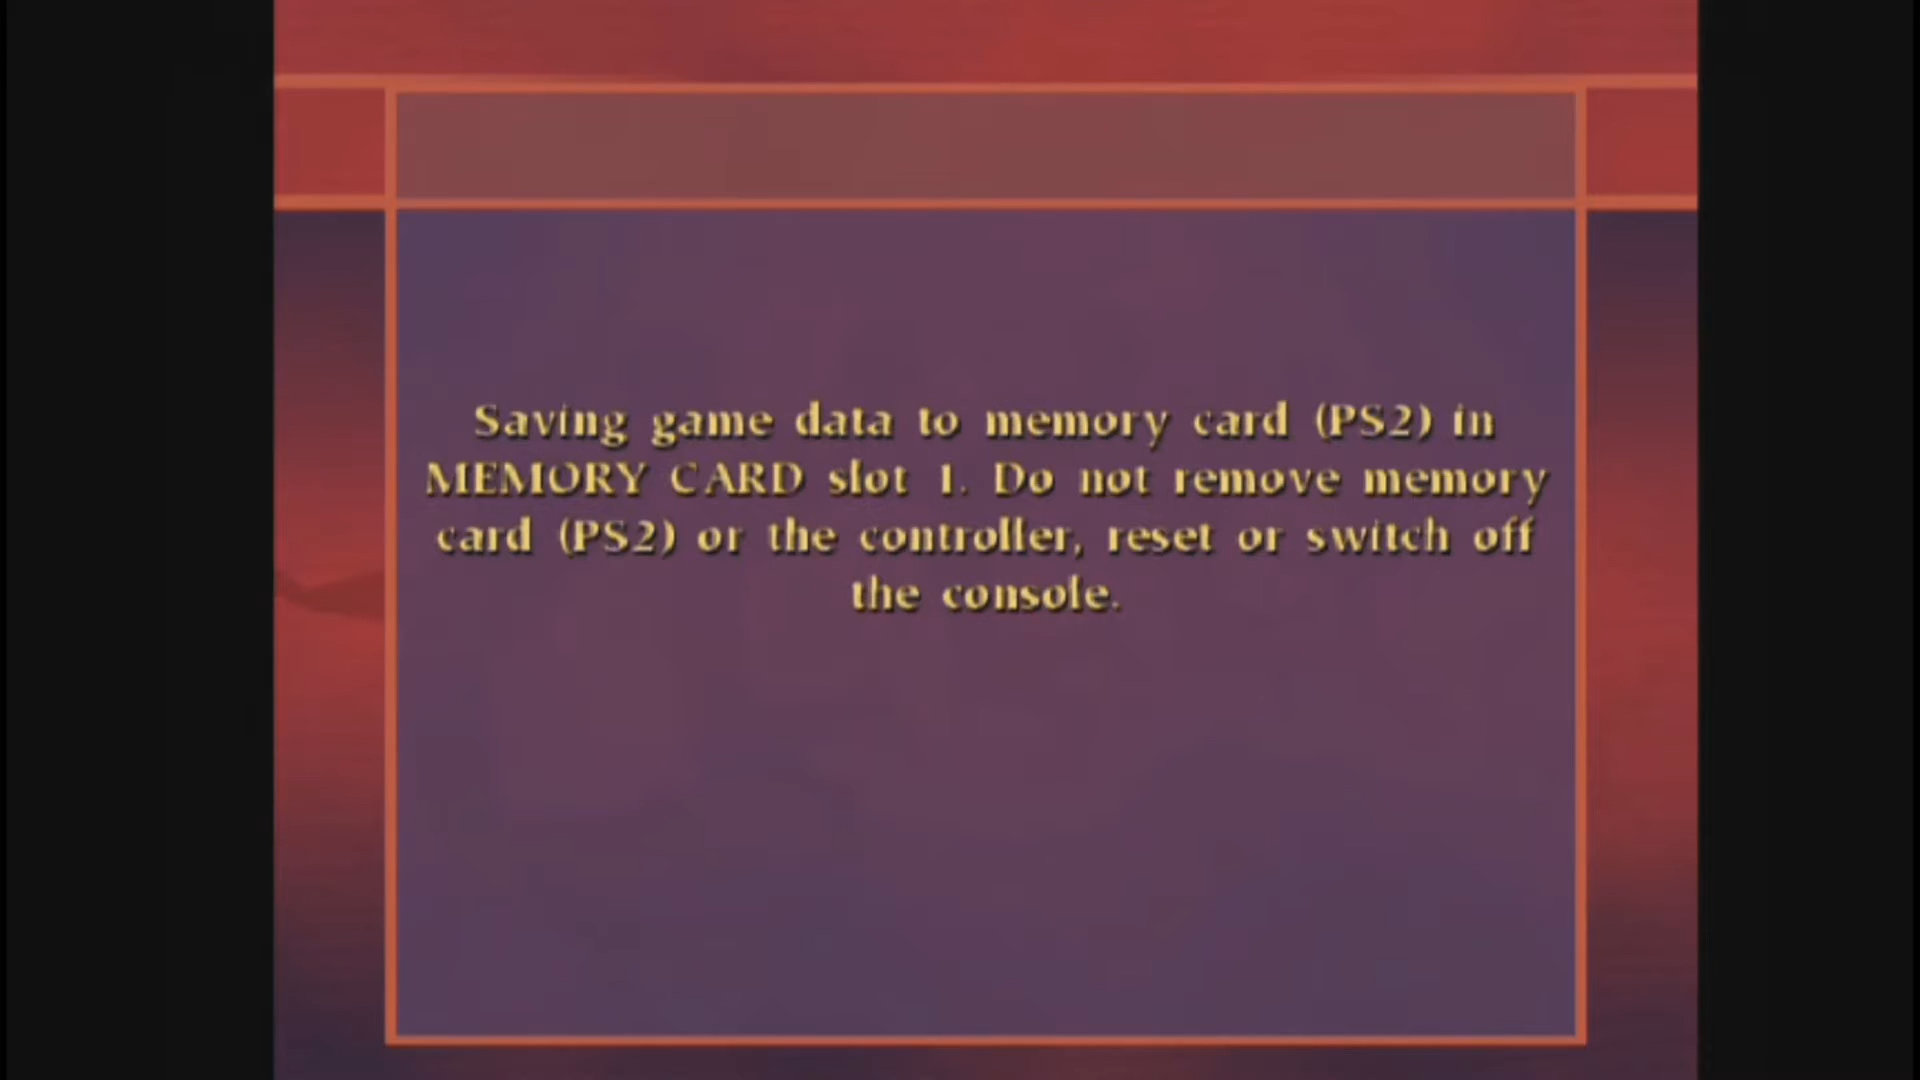 Saving game data to memory card (PS2) in
MEMORY CARD slot 1. Do not remove memory
card (PS2) or the controller, reset or switch off
the console.